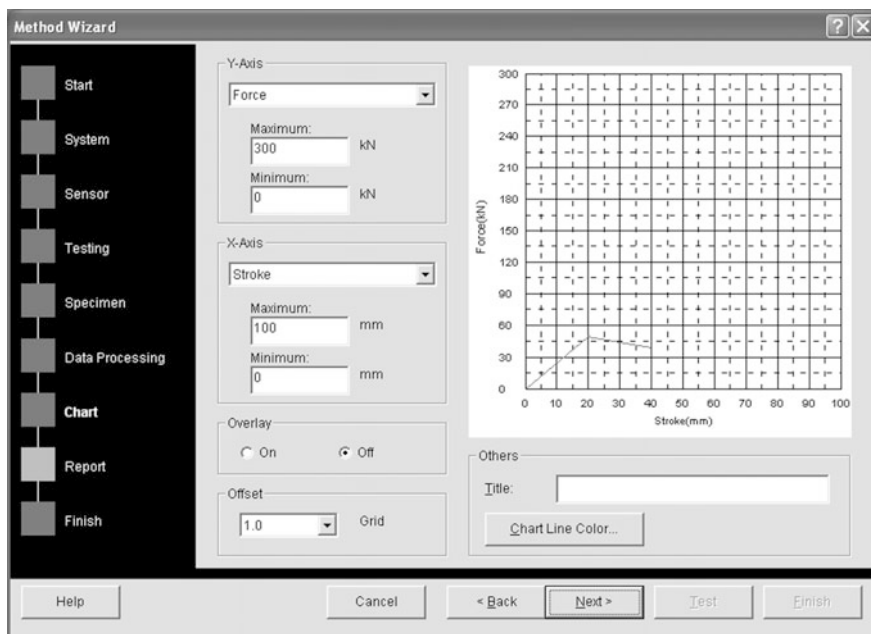 Method Wizard
Start
System
Sensor
Testing
Specimen
Data Processing
Chart
Report
Finish
Y-Axis
Force
Maximum:
300 kN
Minimum:
0 kN
X-Axis
Stroke
Maximum:
100 mm
Minimum:
0 mm
Overlay
On Off
Offset
1.0 Grid
Force(kN)
300
270
240
210
180
150
120
90
60
30
0
0 10 20 30 40 50 60 70 80 90 100
Stroke(mm)
Others
Title:
Chart Line Color...
Help Cancel < Back Next > Test Finish